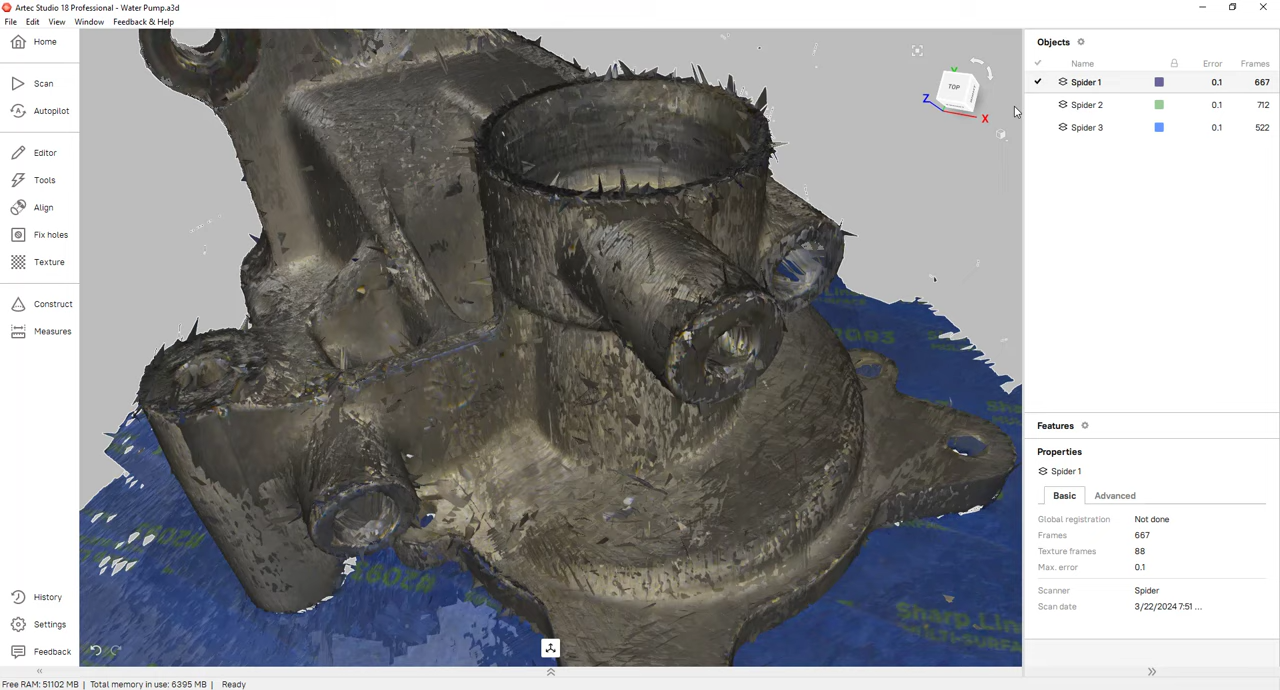 Artec Studio 18 Professional - Water Pump.a3d
File Edit View Window Feedback & Help
Home
Scan
Autopilot
Editor
Tools
Align
Fix holes
Texture
Construct
Measures
History
Settings
Feedback
TOP
Y
Z
X
Objects
Name Error Frames
Spider 1 0.1 667
Spider 2 0.1 712
Spider 3 0.1 522
Features
Properties
Spider 1
Basic Advanced
Global registration Not done
Frames 667
Texture frames 88
Max. error 0.1
Scanner Spider
Scan date 3/22/2024 7:51 ...
Free RAM: 51102 MB | Total memory in use: 6395 MB | Ready